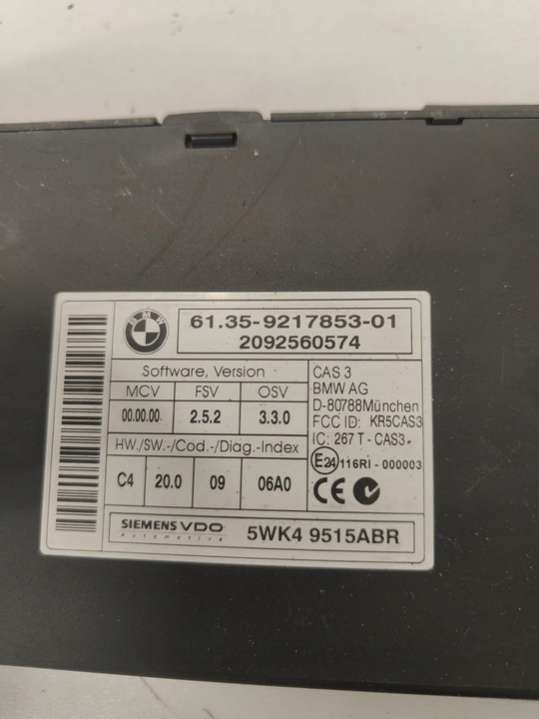 BMW
61.35-9217853-01
2092560574
Software, Version
MCV FSV OSV
00.00.00 2.5.2 3.3.0
HW./SW.-/Cod.-/Diag.-Index
C4 20.0 09 06A0
CAS 3
BMW AG
D-80788München
FCC ID: KR5CAS3
IC: 267 T - CAS3
E24 116RI - 000003
CE
SIEMENS VDO
Automotive
5WK4 9515ABR